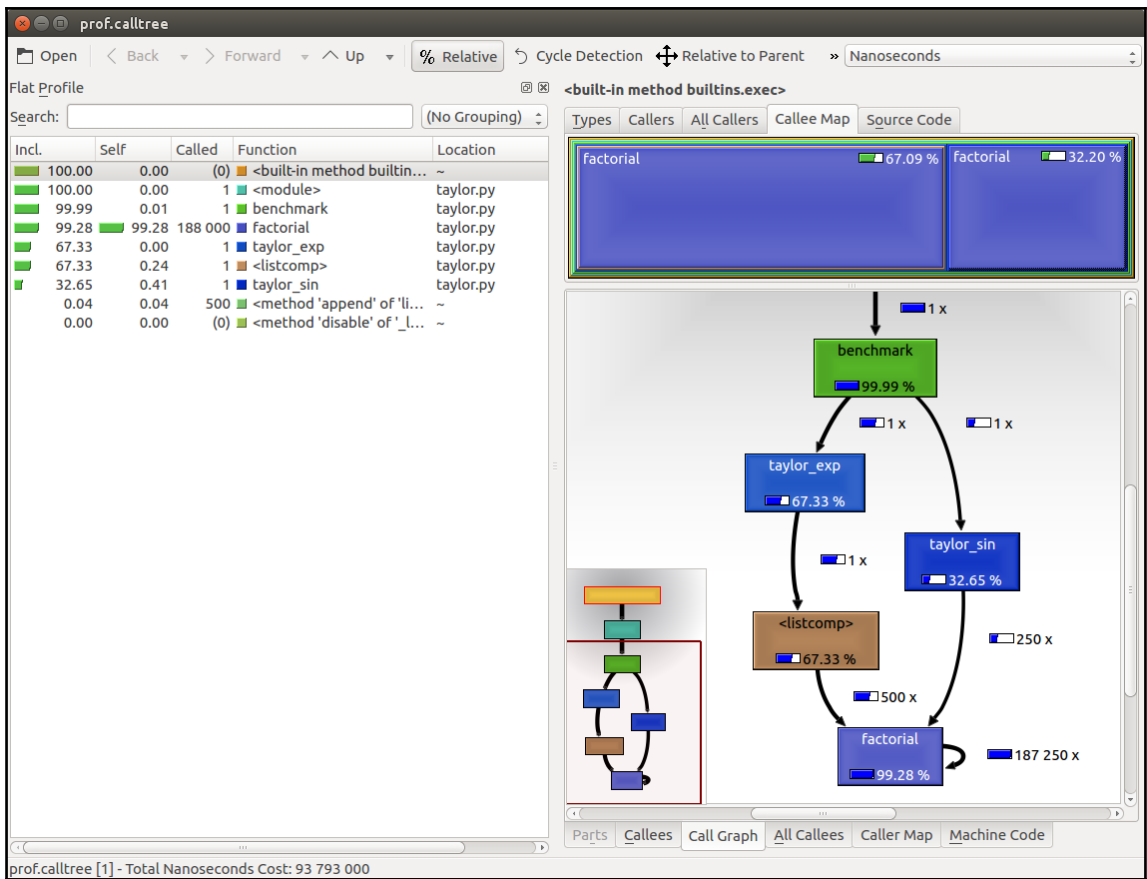 prof.calltree
Open Back Forward Up % Relative Cycle Detection Relative to Parent » Nanoseconds
Flat Profile
Search: (No Grouping)
Incl. Self Called Function Location
100.00 0.00 (0) <built-in method builtin... ~
100.00 0.00 1 <module> taylor.py
99.99 0.01 1 benchmark taylor.py
99.28 99.28 188 000 factorial taylor.py
67.33 0.00 1 taylor_exp taylor.py
67.33 0.24 1 <listcomp> taylor.py
32.65 0.41 1 taylor_sin taylor.py
0.04 0.04 500 <method 'append' of 'li... ~
0.00 0.00 (0) <method 'disable' of '_l... ~
<built-in method builtins.exec>
Types Callers All Callers Callee Map Source Code
factorial 67.09 % factorial 32.20 %
1 x
benchmark
99.99 %
1 x 1 x
taylor_exp
67.33 %
taylor_sin
1 x
32.65 %
<listcomp>
250 x
67.33 %
500 x
factorial
187 250 x
99.28 %
Parts Callees Call Graph All Callees Caller Map Machine Code
prof.calltree [1] - Total Nanoseconds Cost: 93 793 000